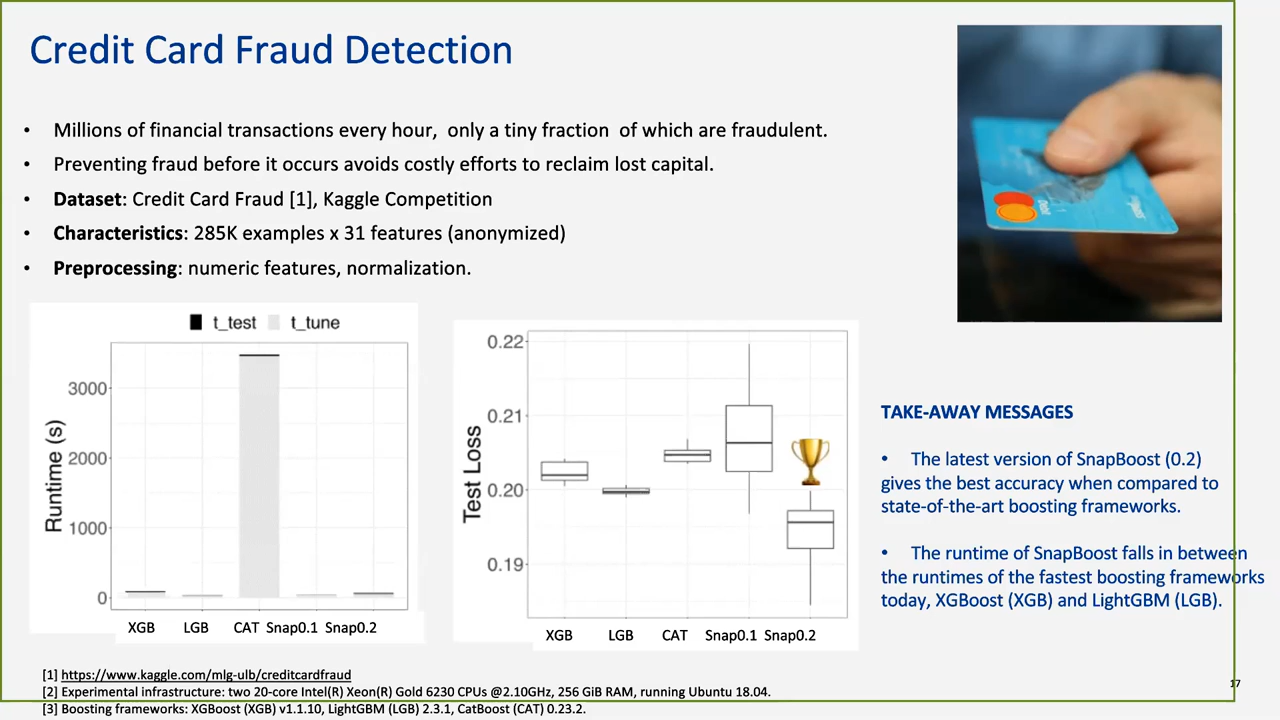 Credit Card Fraud Detection
• Millions of financial transactions every hour, only a tiny fraction of which are fraudulent.
• Preventing fraud before it occurs avoids costly efforts to reclaim lost capital.
• Dataset: Credit Card Fraud [1], Kaggle Competition
• Characteristics: 285K examples x 31 features (anonymized)
• Preprocessing: numeric features, normalization.
t_test t_tune
Runtime (s)
3000
2000
1000
0
XGB LGB CAT Snap0.1 Snap0.2
Test Loss
0.22
0.21
0.20
0.19
XGB LGB CAT Snap0.1 Snap0.2
TAKE-AWAY MESSAGES
• The latest version of SnapBoost (0.2)
gives the best accuracy when compared to
state-of-the-art boosting frameworks.
• The runtime of SnapBoost falls in between
the runtimes of the fastest boosting frameworks
today, XGBoost (XGB) and LightGBM (LGB).
[1] https://www.kaggle.com/mlg-ulb/creditcardfraud
[2] Experimental infrastructure: two 20-core Intel(R) Xeon(R) Gold 6230 CPUs @2.10GHz, 256 GiB RAM, running Ubuntu 18.04.
[3] Boosting frameworks: XGBoost (XGB) v1.1.10, LightGBM (LGB) 2.3.1, CatBoost (CAT) 0.23.2.
17